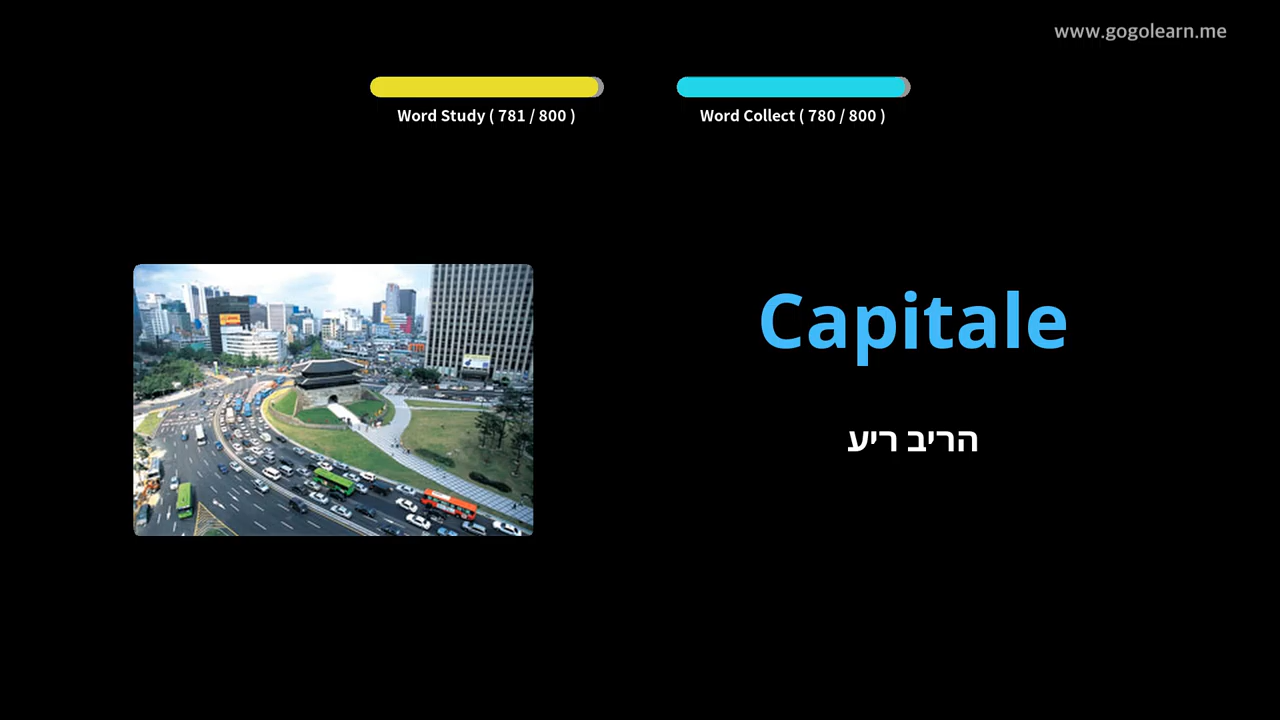 www.gogolearn.me
Word Study ( 781 / 800 )
Word Collect ( 780 / 800 )
Capitale
הריב ריע